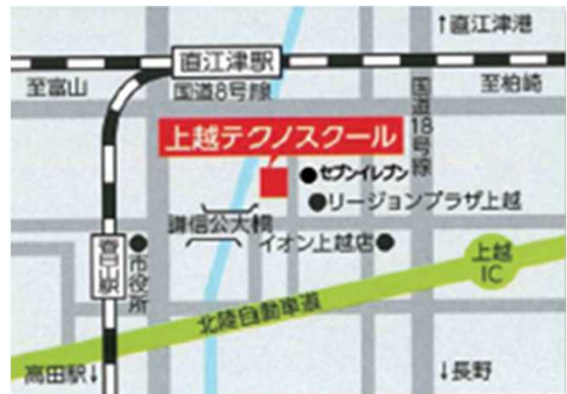 ↑直江津港
直江津駅
至富山
国道8号線
至柏崎
国道18号線
上越テクノスクール
セブンイレブン
リージョンプラザ上越
謙信公大橋
イオン上越店
春日山駅
市役所
上越
IC
北陸自動車道
高田駅↓
↓長野